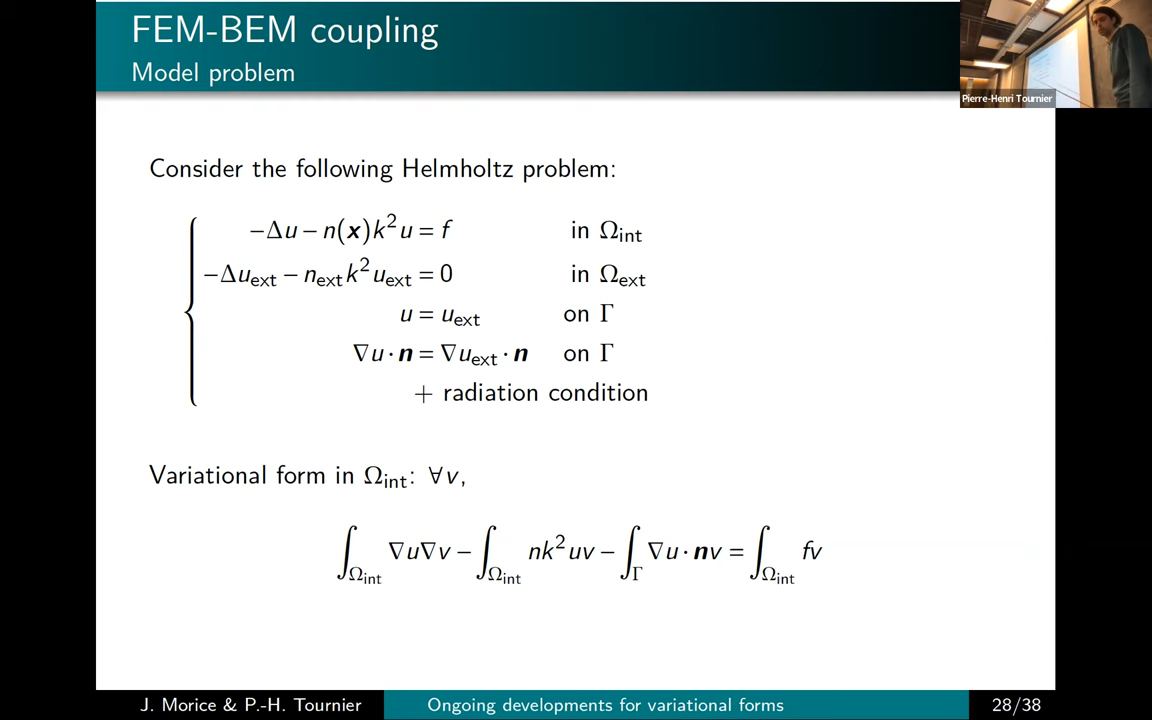 FEM-BEM coupling
Model problem
Pierre-Henri Tournier
Consider the following Helmholtz problem:
−Δu − n(x)k²u = f in Ω_int
−Δu_ext − n_ext k²u_ext = 0 in Ω_ext
u = u_ext on Γ
∇u · n = ∇u_ext · n on Γ
+ radiation condition
Variational form in Ω_int: ∀v,
∫_Ω_int ∇u∇v − ∫_Ω_int nk²uv − ∫_Γ ∇u · nv = ∫_Ω_int fv
J. Morice & P.-H. Tournier Ongoing developments for variational forms 28/38